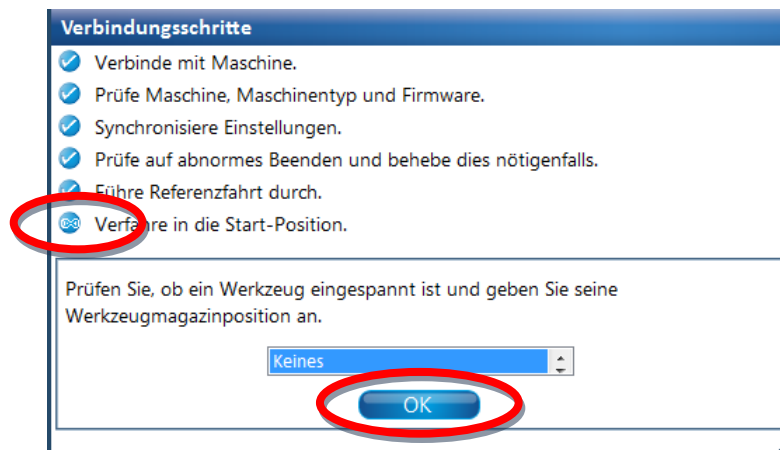 Verbindungsschritte
Verbinde mit Maschine.
Prüfe Maschine, Maschinentyp und Firmware.
Synchronisiere Einstellungen.
Prüfe auf abnormes Beenden und behebe dies nötigenfalls.
Führe Referenzfahrt durch.
Verfahre in die Start-Position.
Prüfen Sie, ob ein Werkzeug eingespannt ist und geben Sie seine
Werkzeugmagazinposition an.
Keines
OK